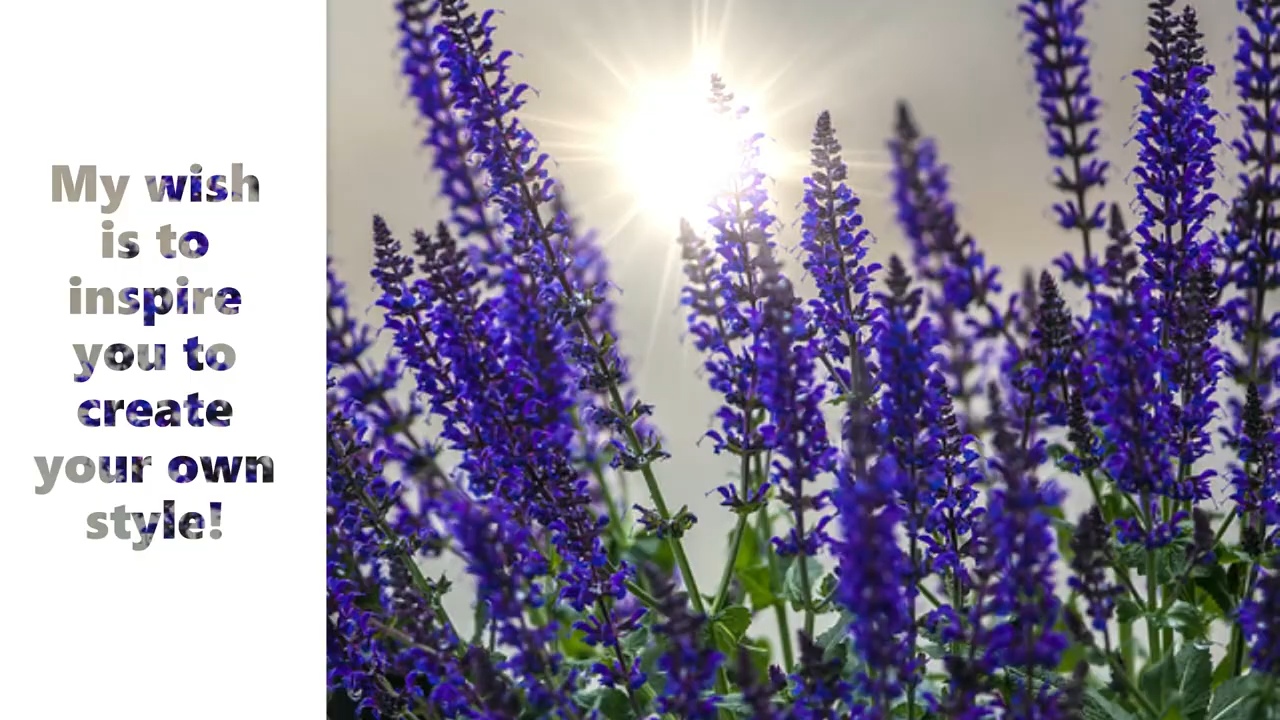 My wish
is to
inspire
you to
create
your own
style!